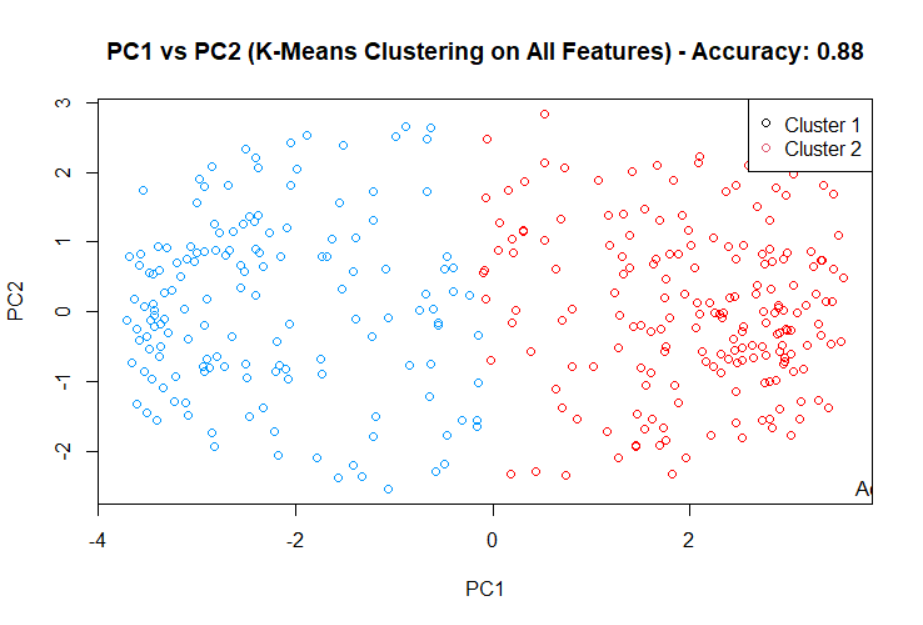 PC1 vs PC2 (K-Means Clustering on All Features) - Accuracy: 0.88
3
2
1
0
-1
-2
PC2
Cluster 1
Cluster 2
-4
-2
0
2
PC1